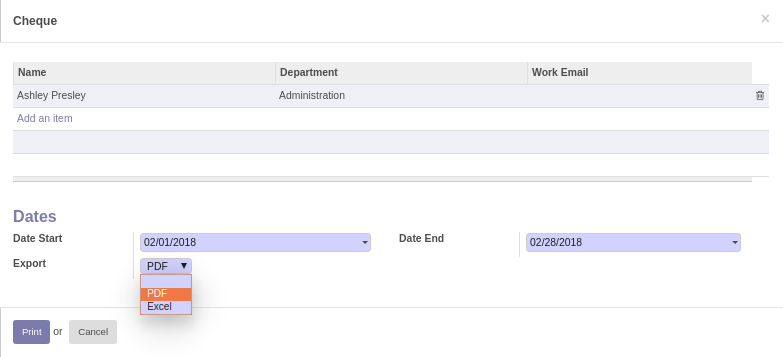 Cheque ×
Name Department Work Email
Ashley Presley Administration
Add an item
Dates
Date Start 02/01/2018 Date End 02/28/2018
Export PDF
PDF
Excel
Print or Cancel